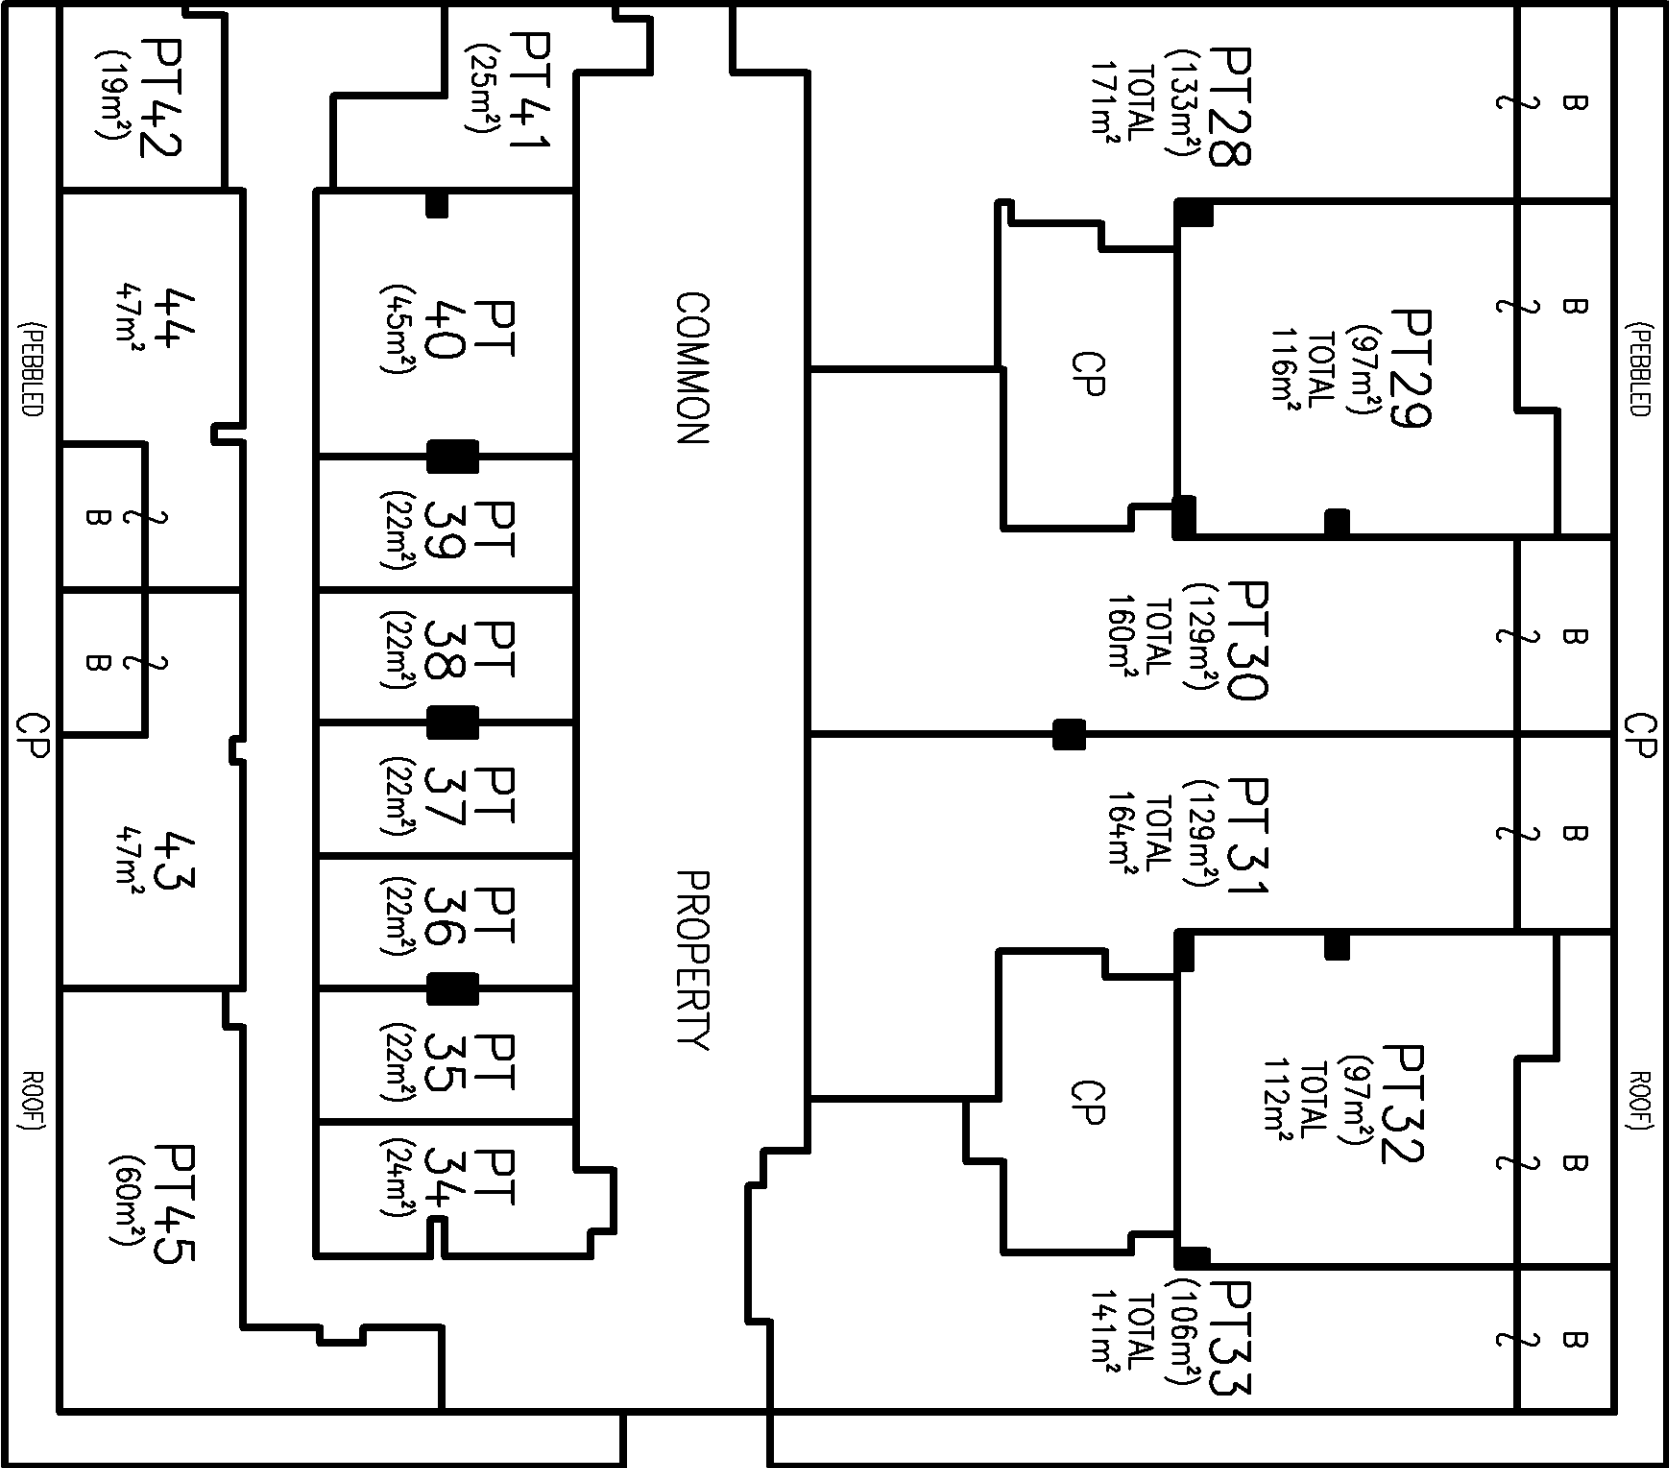 (PEBBLED
CP
ROOF)
B
B
B
B
B
B
PT28
(133m²)
TOTAL
171m²
PT29
(97m²)
TOTAL
116m²
PT30
(129m²)
TOTAL
160m²
PT31
(129m²)
TOTAL
164m²
PT32
(97m²)
TOTAL
112m²
PT33
(106m²)
TOTAL
141m²
CP
CP
COMMON
PROPERTY
PT41
(25m²)
PT
40
(45m²)
PT
39
(22m²)
PT
38
(22m²)
PT
37
(22m²)
PT
36
(22m²)
PT
35
(22m²)
PT
34
(24m²)
PT42
(19m²)
44
47m²
43
47m²
PT45
(60m²)
B
B
(PEBBLED
CP
ROOF)